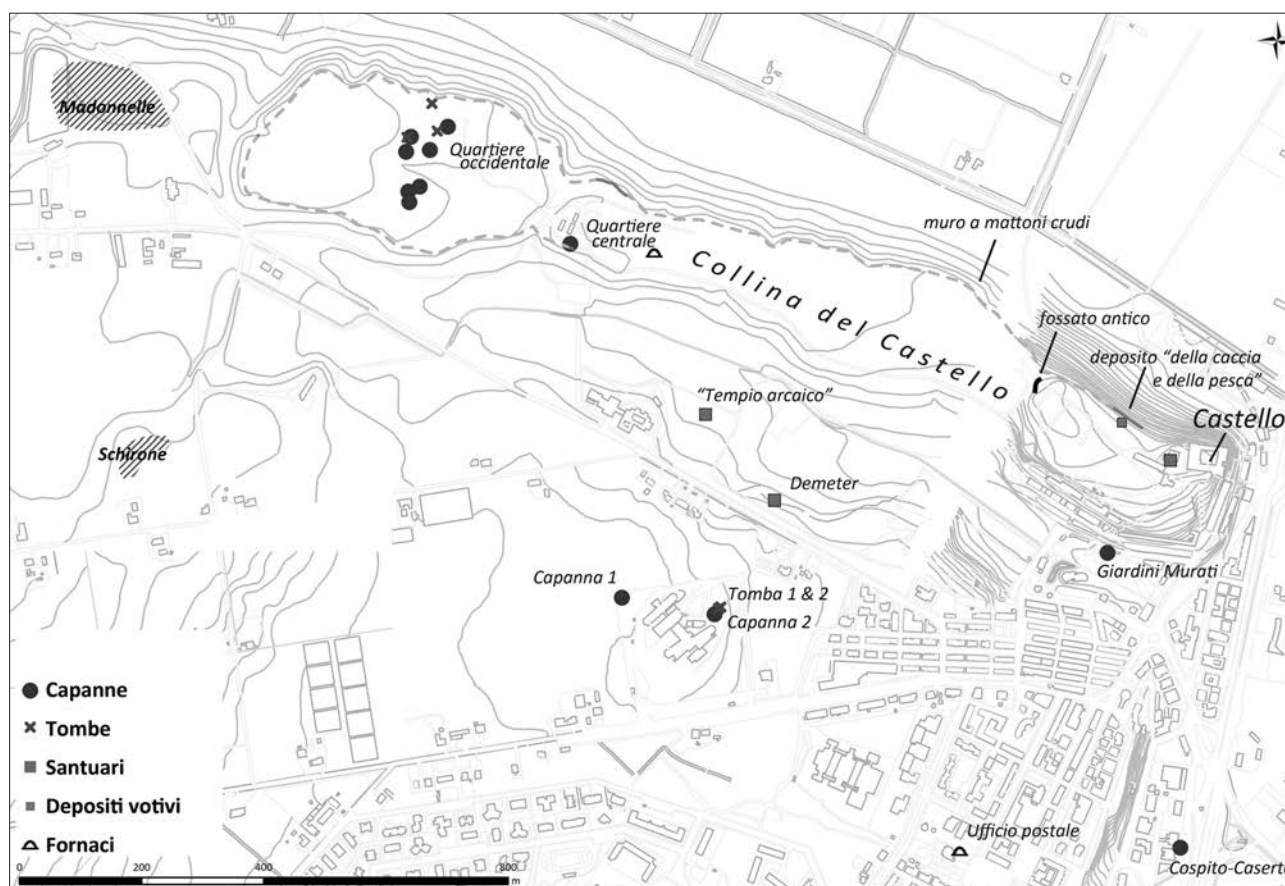 Madonnelle
Quartiere
occidentale
Quartiere
centrale
muro a mattoni crudi
Collina del Castello
fossato antico
deposito “della caccia
e della pesca”
Castello
“Tempio arcaico”
Schirone
Demeter
Giardini Murati
Capanna 1
Tomba 1 & 2
Capanna 2
Capanne
Tombe
Santuari
Depositi votivi
Fornaci
Ufficio postale
Cospito-Casert
0 200 400 800
m